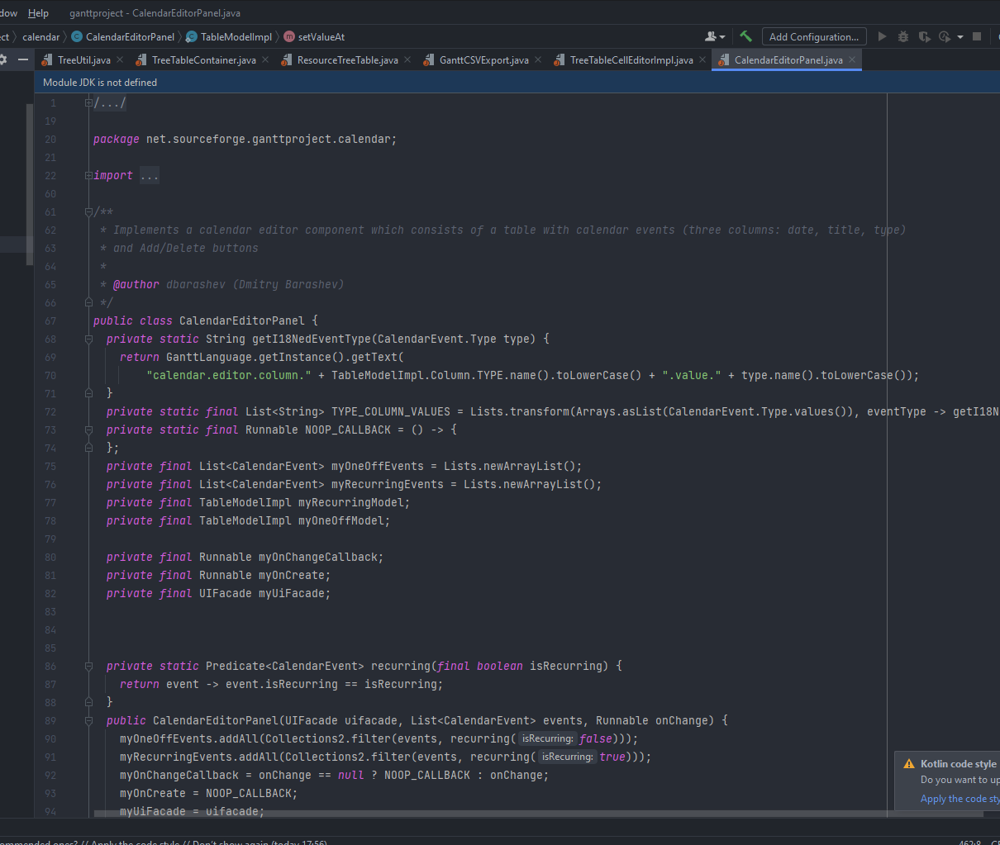 dow Help ganttproject - CalendarEditorPanel.java
ect calendar CalendarEditorPanel TableModelImpl setValueAt Add Configuration...
TreeUtil.java TreeTableContainer.java ResourceTreeTable.java GanttCSVExport.java TreeTableCellEditorImpl.java CalendarEditorPanel.java
Module JDK is not defined
1 /.../
19
20 package net.sourceforge.ganttproject.calendar;
21
22 import ...
60
61 /**
62 * Implements a calendar editor component which consists of a table with calendar events (three columns: date, title, type)
63 * and Add/Delete buttons
64 *
65 * @author dbarashev (Dmitry Barashev)
66 */
67 public class CalendarEditorPanel {
68 private static String getI18NedEventType(CalendarEvent.Type type) {
69 return GanttLanguage.getInstance().getText(
70 "calendar.editor.column." + TableModelImpl.Column.TYPE.name().toLowerCase() + ".value." + type.name().toLowerCase());
71 }
72 private static final List<String> TYPE_COLUMN_VALUES = Lists.transform(Arrays.asList(CalendarEvent.Type.values()), eventType -> getI18N
73 private static final Runnable NOOP_CALLBACK = () -> {
74 };
75 private final List<CalendarEvent> myOneOffEvents = Lists.newArrayList();
76 private final List<CalendarEvent> myRecurringEvents = Lists.newArrayList();
77 private final TableModelImpl myRecurringModel;
78 private final TableModelImpl myOneOffModel;
79
80 private final Runnable myOnChangeCallback;
81 private final Runnable myOnCreate;
82 private final UIFacade myUiFacade;
83
84
85
86 private static Predicate<CalendarEvent> recurring(final boolean isRecurring) {
87 return event -> event.isRecurring == isRecurring;
88 }
89 public CalendarEditorPanel(UIFacade uifacade, List<CalendarEvent> events, Runnable onChange) {
90 myOneOffEvents.addAll(Collections2.filter(events, recurring( isRecurring: false)));
91 myRecurringEvents.addAll(Collections2.filter(events, recurring( isRecurring: true)));
92 myOnChangeCallback = onChange == null ? NOOP_CALLBACK : onChange;
93 myOnCreate = NOOP_CALLBACK;
94 myUiFacade = uifacade;
Kotlin code style
Do you want to up
Apply the code sty
ommended ones? // Apply the code style // Don't show again (today 17:56) 462:8